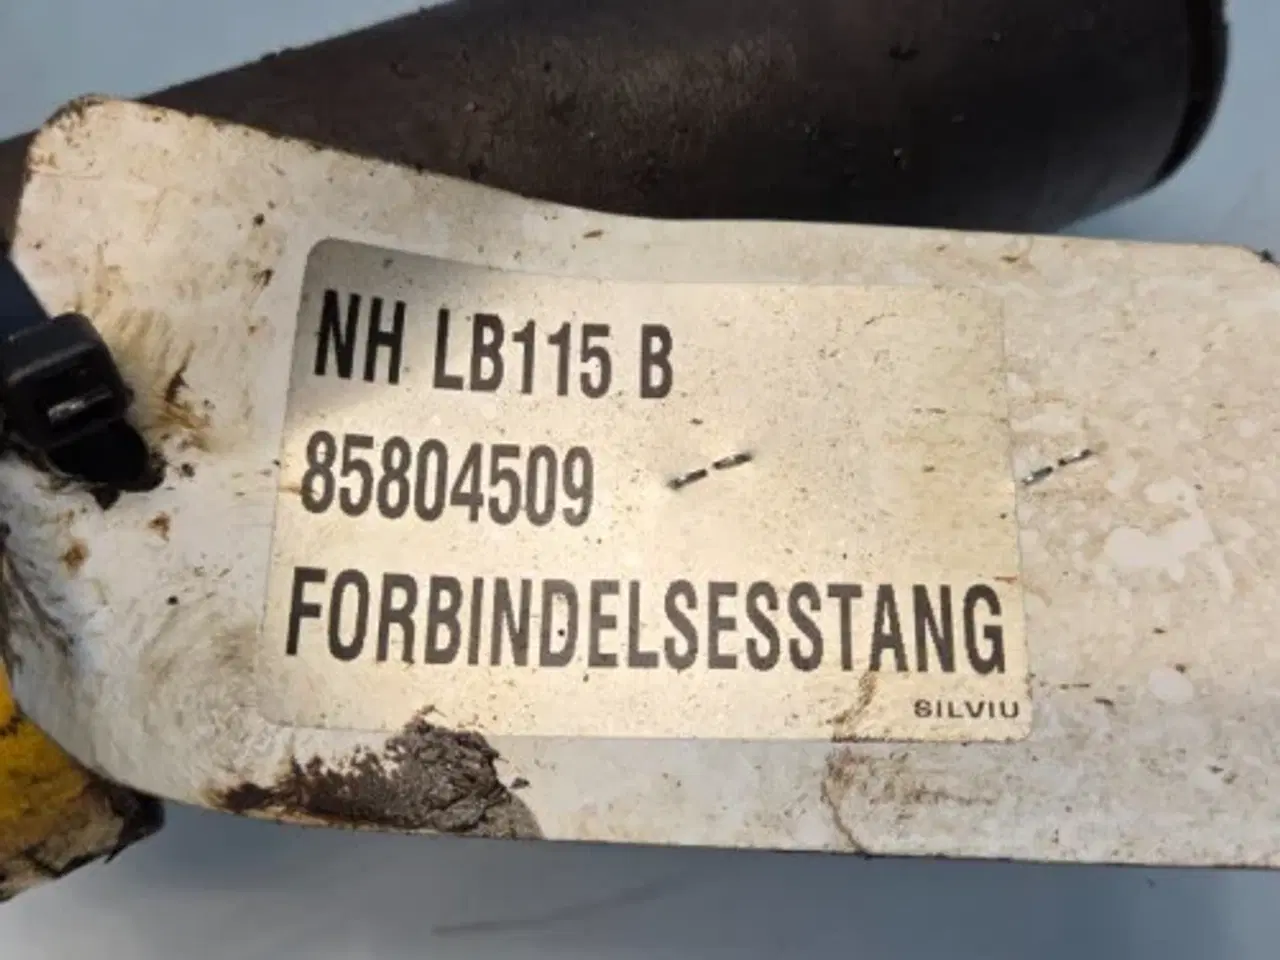 NH LB115 B
85804509
FORBINDELSESSTANG
SILVIU